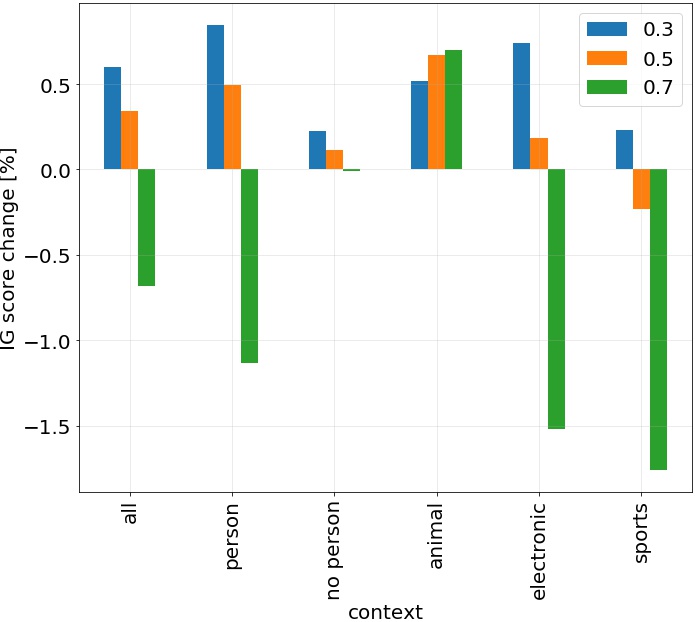 0.3
0.5
0.7
0.5
0.0
−0.5
−1.0
−1.5
IG score change [%]
all
person
no person
animal
electronic
sports
context